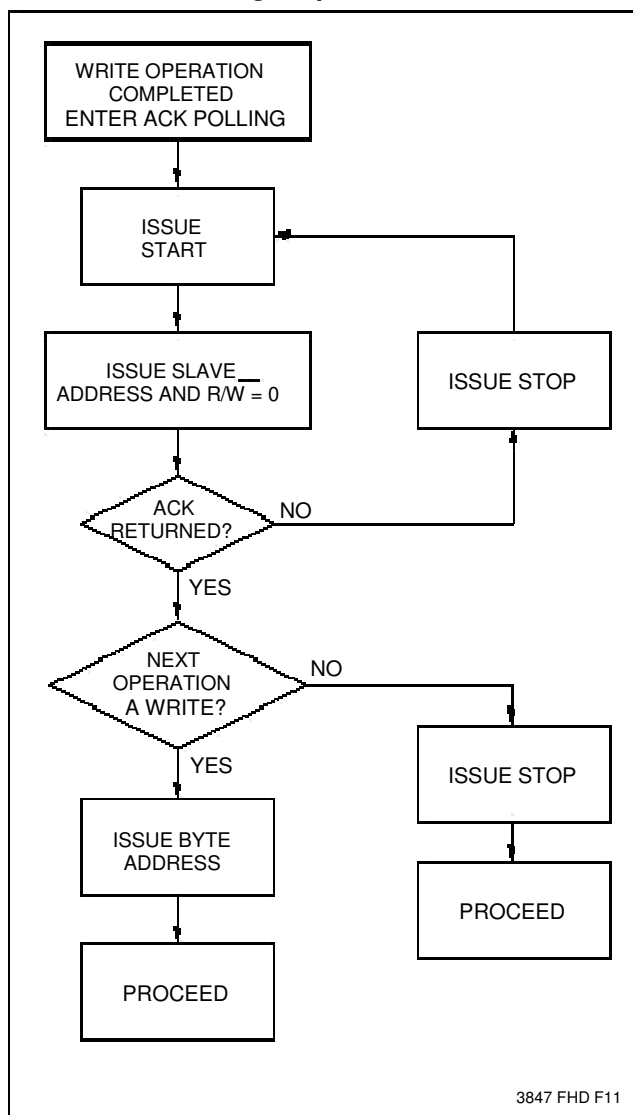 WRITE OPERATION
COMPLETED
ENTER ACK POLLING
ISSUE
START
ISSUE SLAVE
ADDRESS AND R/W = 0
ISSUE STOP
ACK
RETURNED?
NO
YES
NEXT
OPERATION
A WRITE?
NO
YES
ISSUE STOP
ISSUE BYTE
ADDRESS
PROCEED
PROCEED
3847 FHD F11